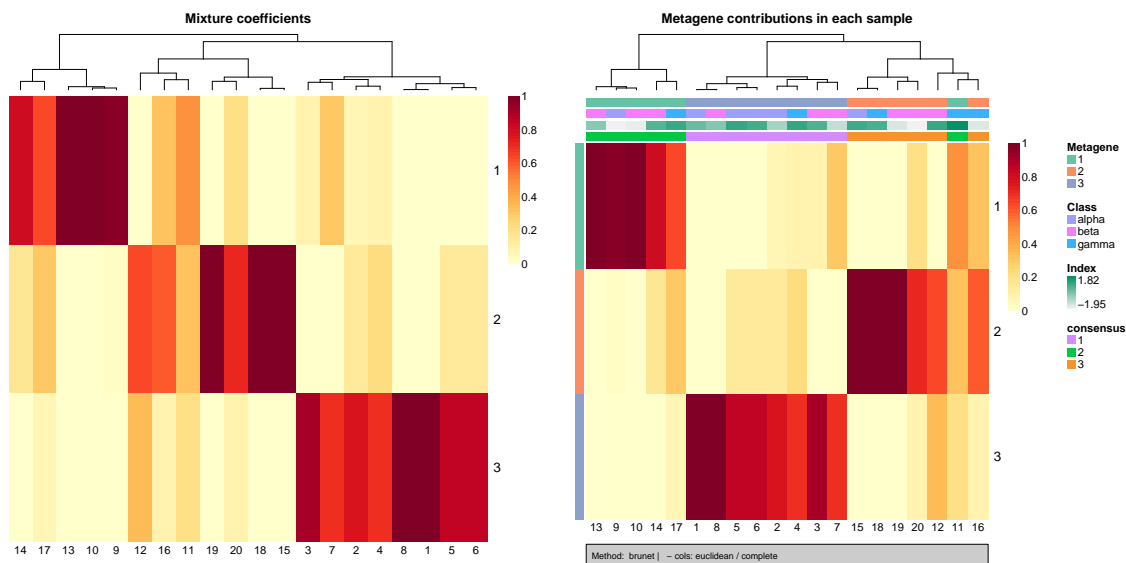 Mixture coefficients
1
0.8
0.6
0.4
0.2
0
1
2
3
14 17 13 10 9 12 16 11 19 20 18 15 3 7 2 4 8 1 5 6
Metagene contributions in each sample
1
0.8
0.6
0.4
0.2
0
1
2
3
13 9 10 14 17 1 8 5 6 2 4 3 7 15 18 19 20 12 11 16
Metagene
1
2
3
Class
alpha
beta
gamma
Index
1.82
−1.95
consensus
1
2
3
Method: brunet | − cols: euclidean / complete